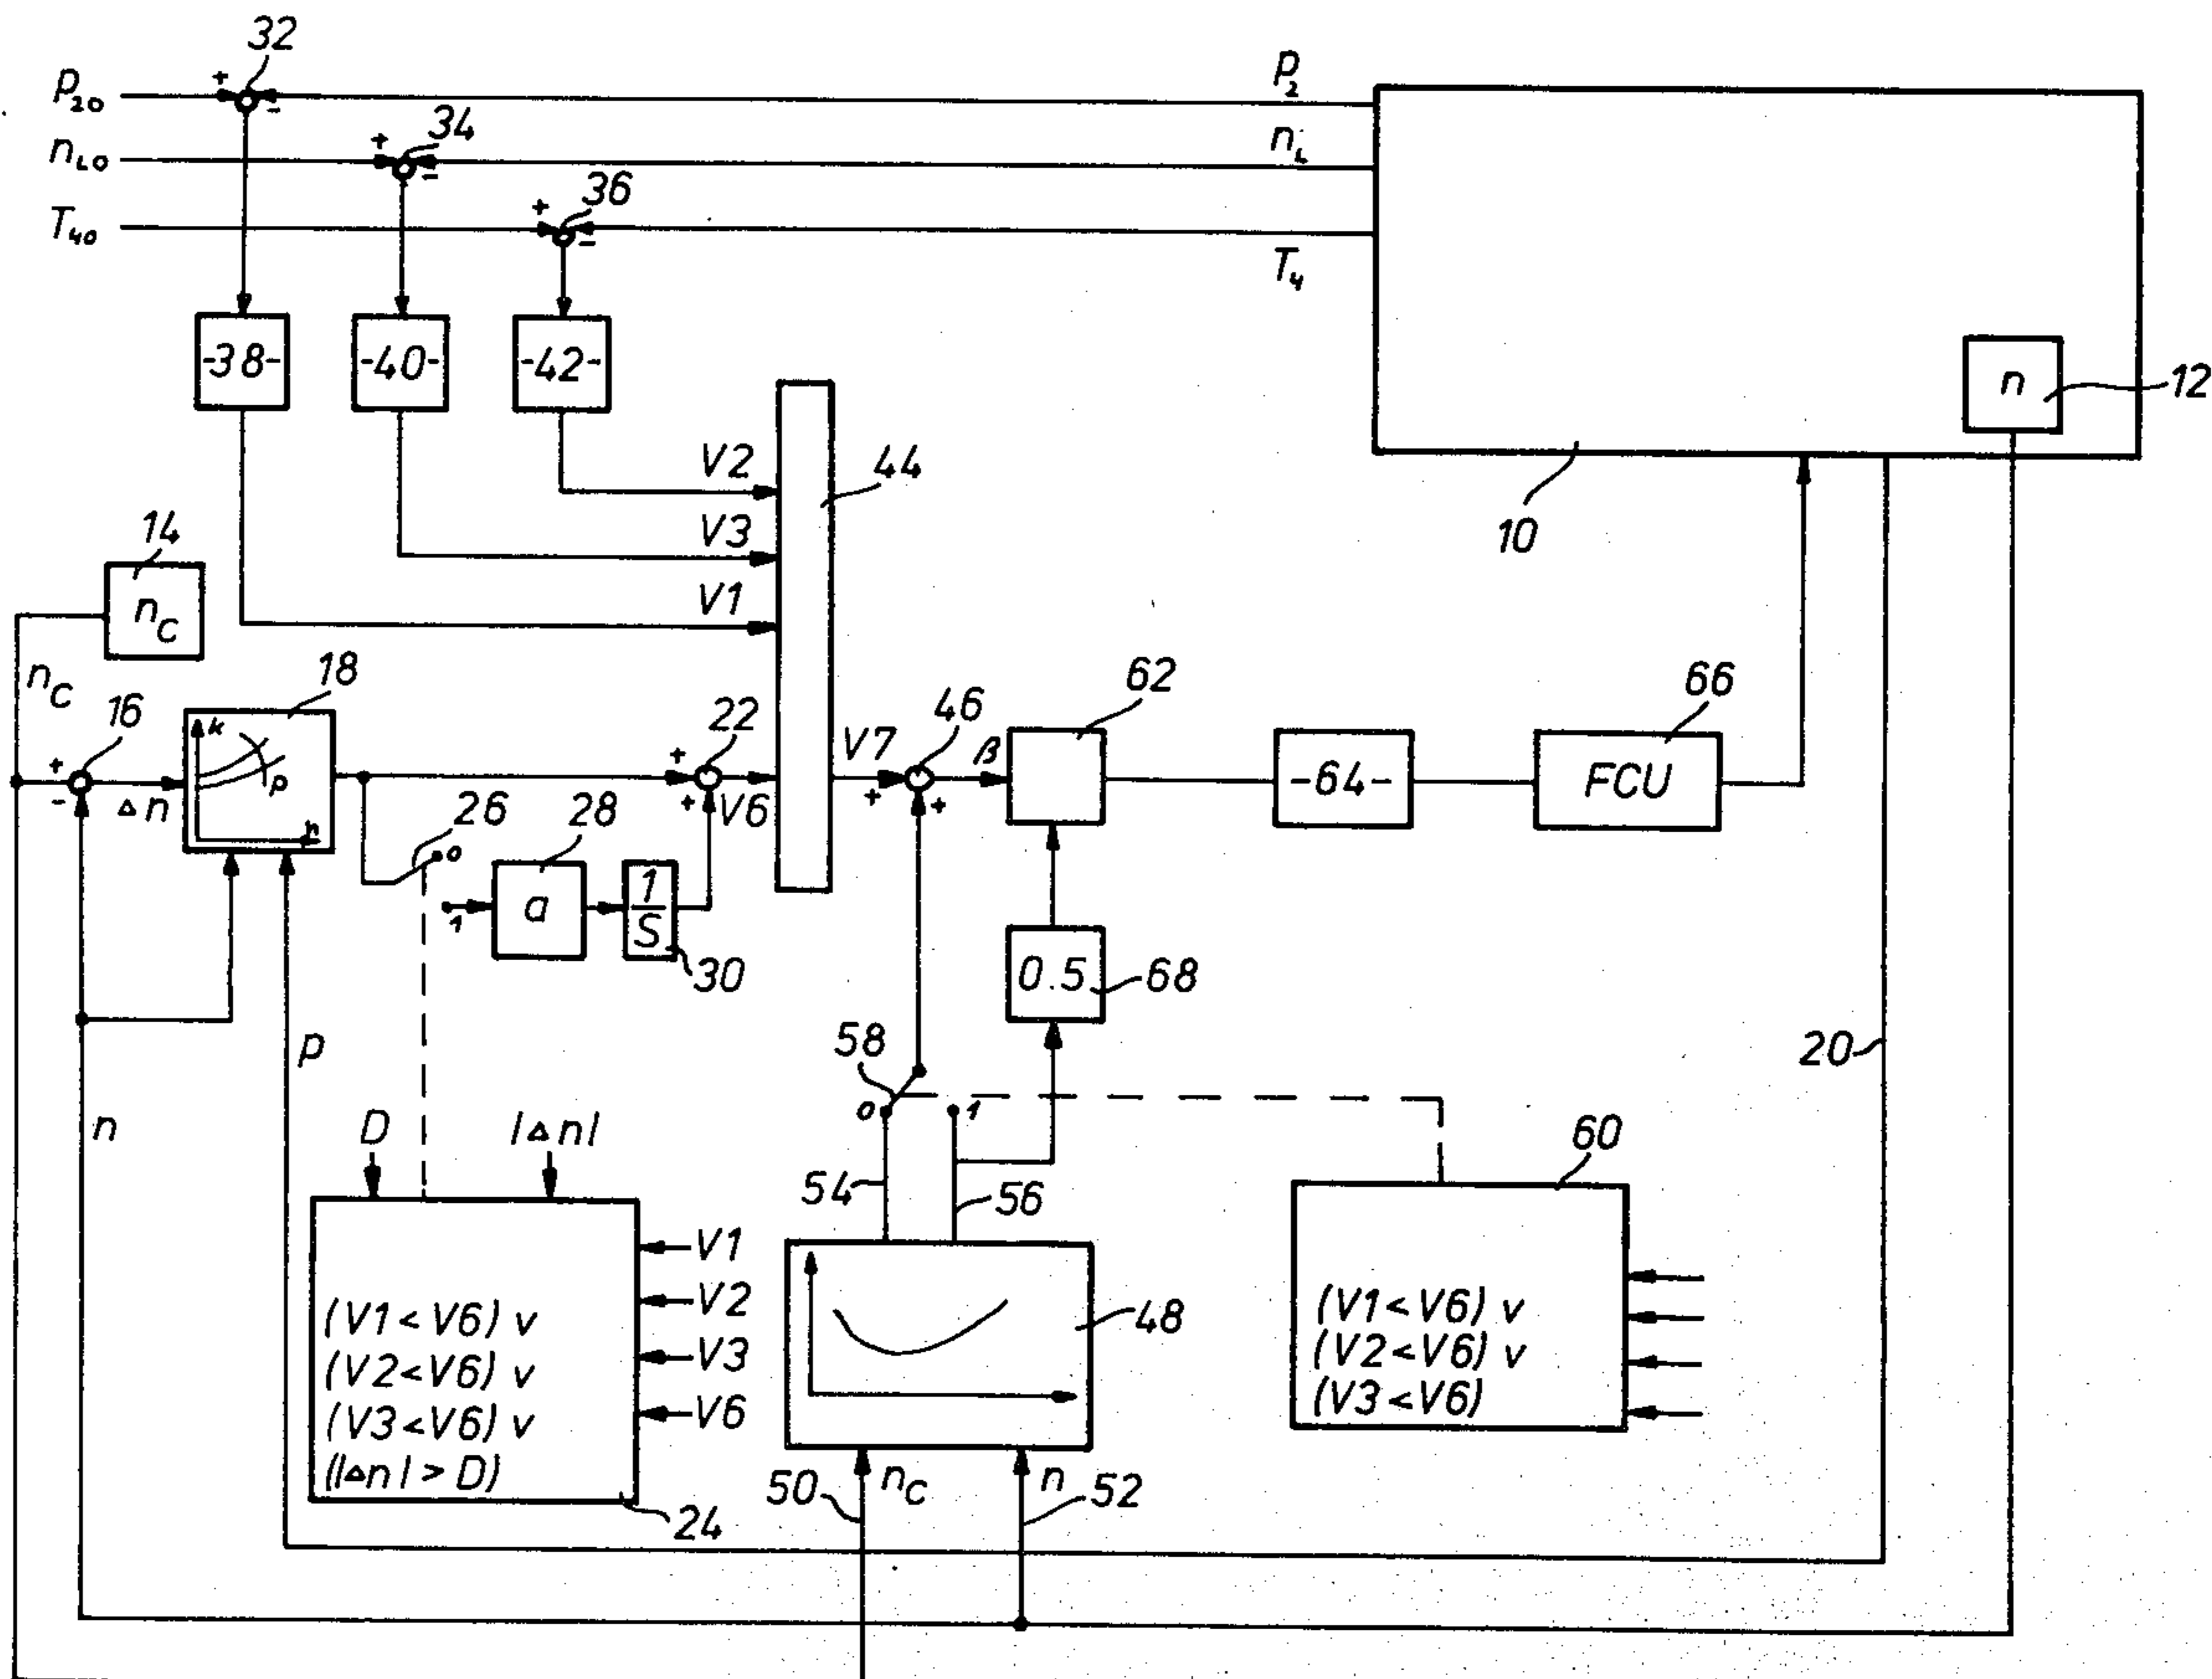 32
P20
+
-
P2
nL0
+
34
-
nL
T40
+
36
-
T4
-38-
-40-
-42-
n
12
10
V2
44
V3
V1
14
nC
nC
18
16
+
-
Δn
k
p
n
22
+
+
V6
26
0
1
28
a
1
S
30
V7
46
+
+
β
62
-64-
66
FCU
0.5
68
20
p
n
58
0
1
54
56
60
D
|Δn|
V1
V2
V3
V6
(V1<V6) v
(V2<V6) v
(V3<V6) v
(|Δn|>D)
24
48
(V1<V6) v
(V2<V6) v
(V3<V6)
50
nC
n
52